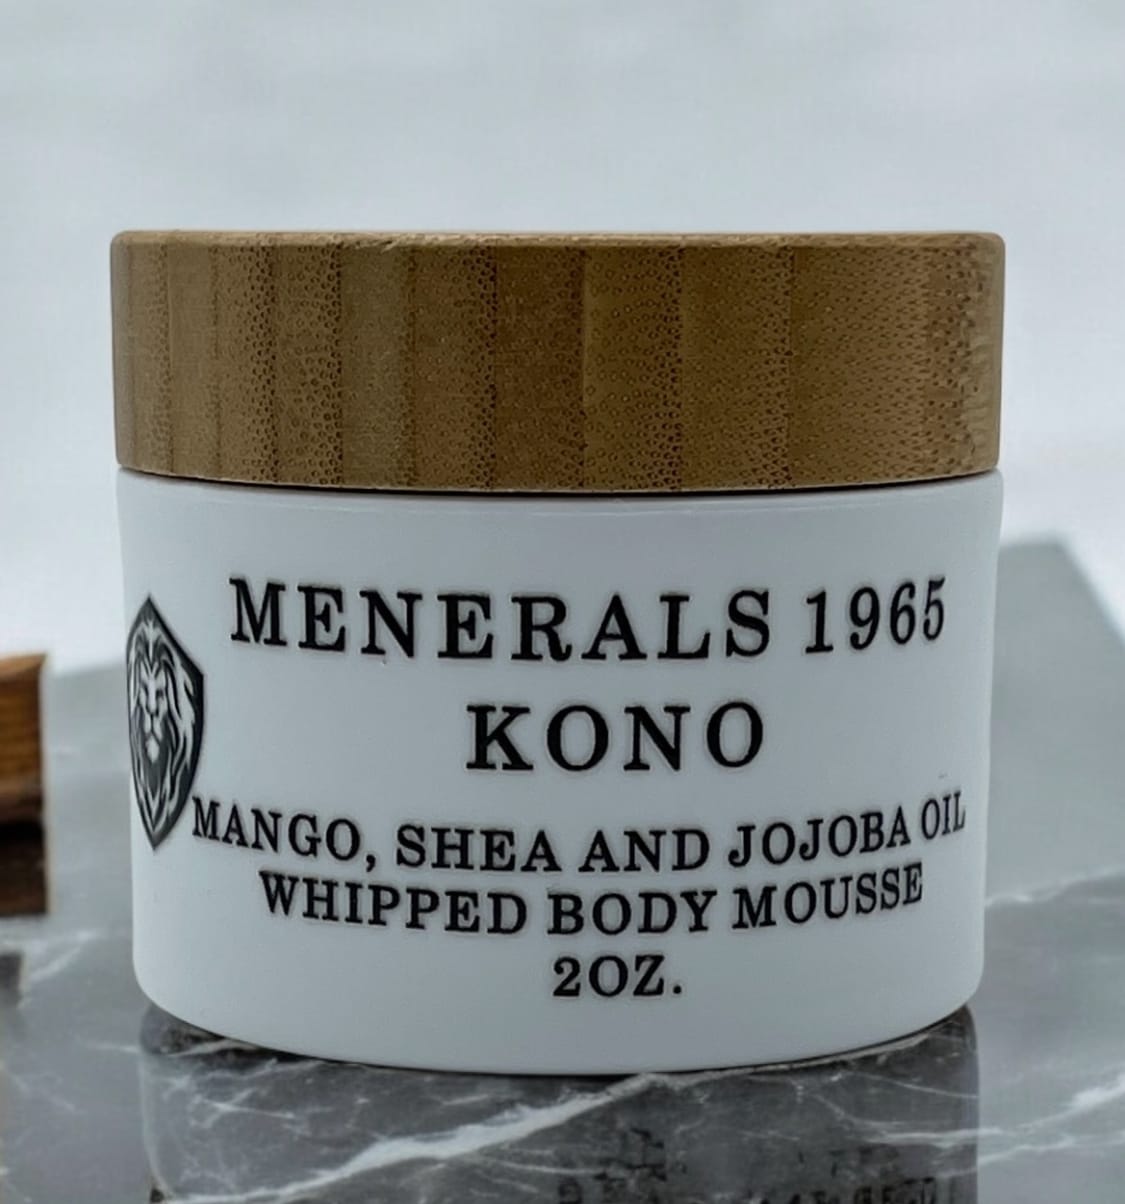 MENERALS 1965
KONO
MANGO, SHEA AND JOJOBA OIL
WHIPPED BODY MOUSSE
2OZ.